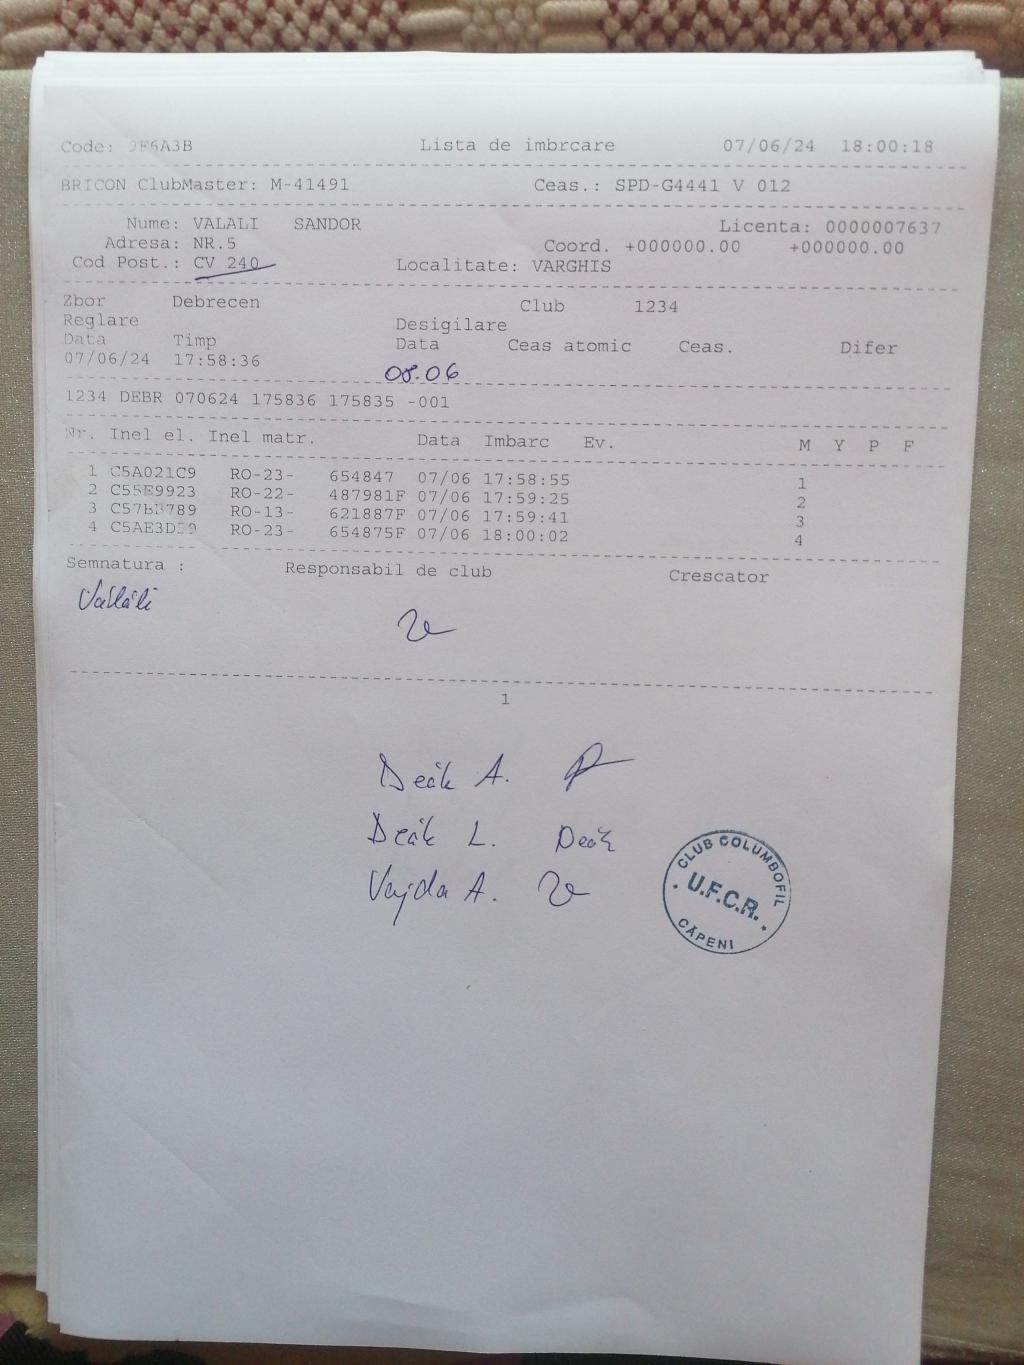 Code: 9F6A3B Lista de imbrcare 07/06/24 18:00:18
BRICON ClubMaster: M-41491 Ceas.: SPD-G4441 V 012
Nume: VALALI SANDOR Licenta: 0000007637
Adresa: NR.5 Coord. +000000.00 +000000.00
Cod Post.: CV 240 Localitate: VARGHIS
Zbor Debrecen Club 1234
Reglare Desigilare
Data Timp Data Ceas atomic Ceas. Difer
07/06/24 17:58:36 08.06
1234 DEBR 070624 175836 175835 -001
Nr. Inel el. Inel matr. Data Imbarc Ev. M Y P F
1 C5A021C9 RO-23- 654847 07/06 17:58:55 1
2 C55E9923 RO-22- 487981F 07/06 17:59:25 2
3 RO-13- 621887F 07/06 17:59:41 3
4 RO-23- 654875F 07/06 18:00:02 4
Semnatura : Responsabil de club Crescator
Valláli
1
Deák A.
Deák L. Deák
Vajda A.
CLUB COLUMBOFIL
U.F.C.R.
CĂPENI